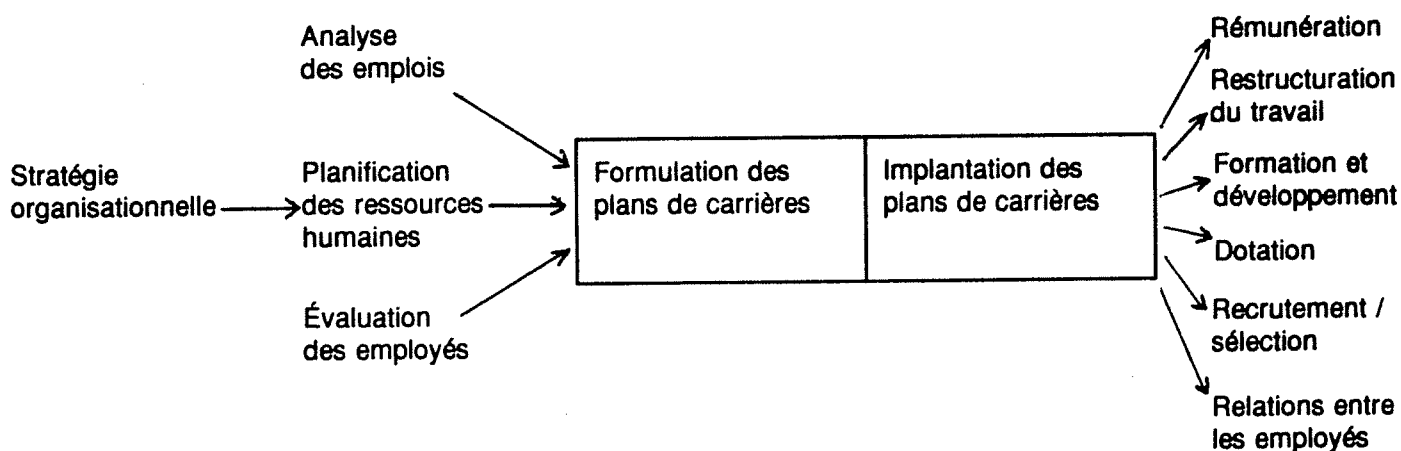 Analyse
des emplois
Stratégie
organisationnelle
Planification
des ressources
humaines
Évaluation
des employés
Formulation des
plans de carrières
Implantation des
plans de carrières
Rémunération
Restructuration
du travail
Formation et
développement
Dotation
Recrutement /
sélection
Relations entre
les employés